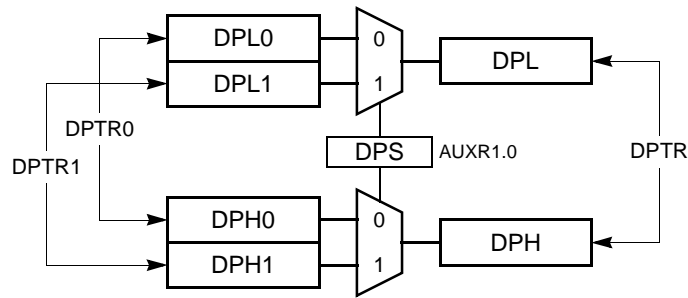 DPL0
0
DPL
DPL1
1
DPTR0
DPTR1
DPS
AUXR1.0
DPTR
DPH0
0
DPH
DPH1
1